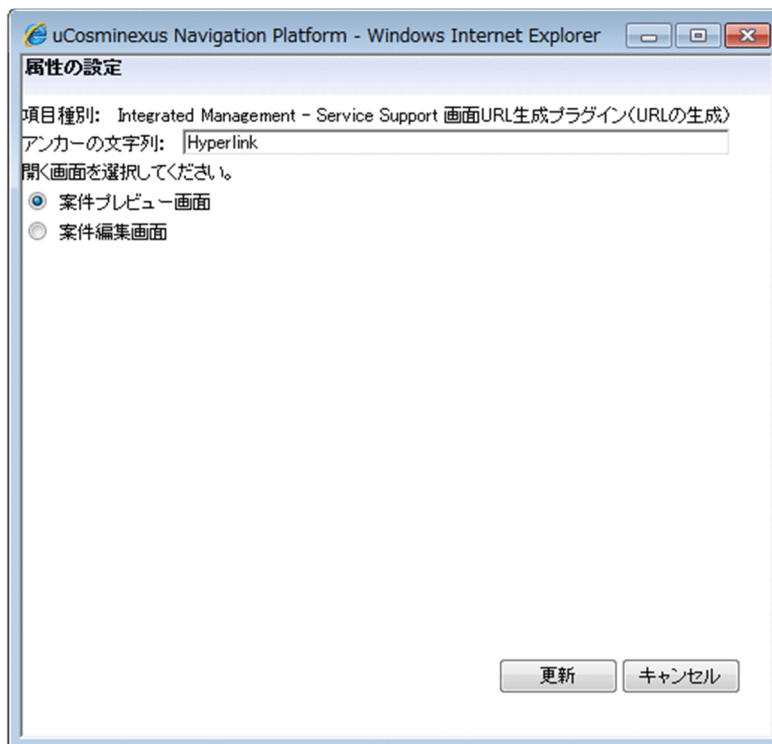 uCosminexus Navigation Platform - Windows Internet Explorer
属性の設定
項目種別: Integrated Management - Service Support 画面URL生成プラグイン(URLの生成)
アンカーの文字列: Hyperlink
開く画面を選択してください。
案件プレビュー画面
案件編集画面
更新 キャンセル